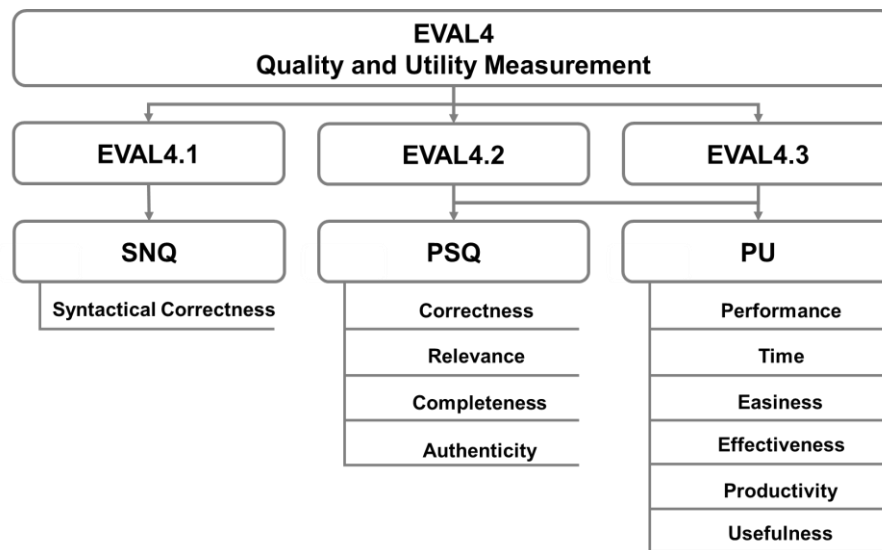 EVAL4
Quality and Utility Measurement
EVAL4.1
EVAL4.2
EVAL4.3
SNQ
PSQ
PU
Syntactical Correctness
Correctness
Performance
Relevance
Time
Completeness
Easiness
Authenticity
Effectiveness
Productivity
Usefulness